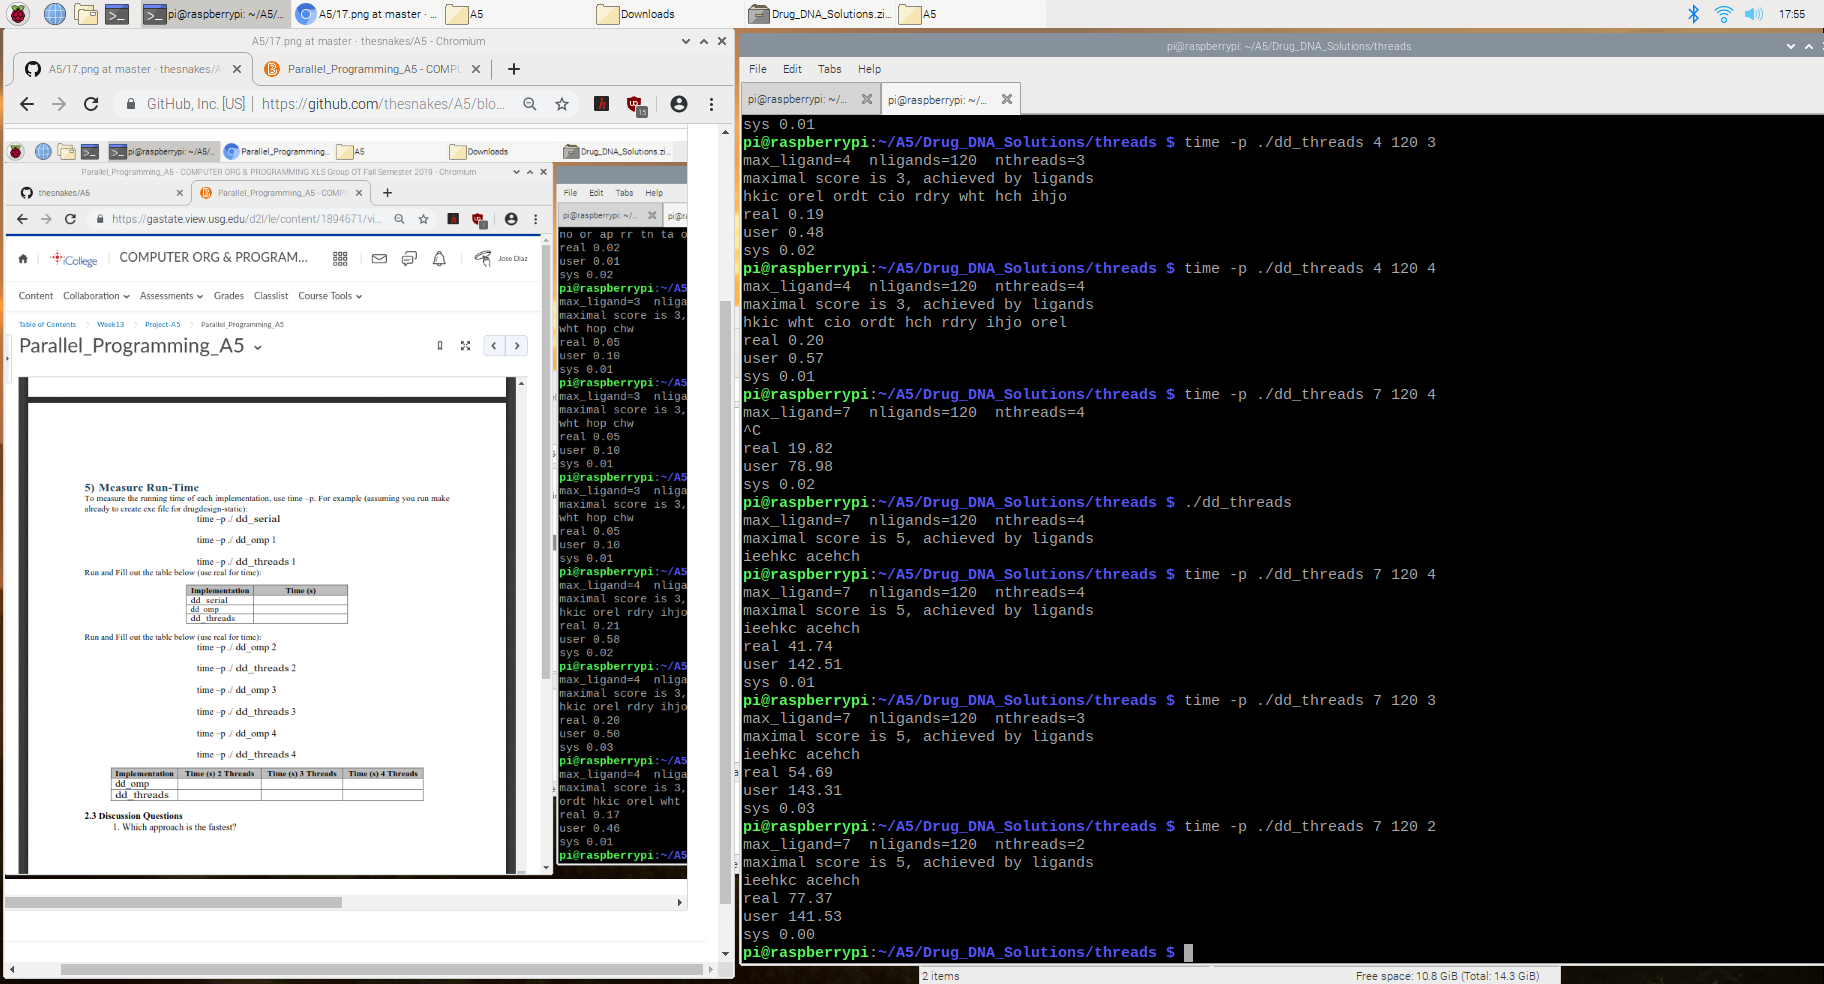 pi@raspberrypi: ~/A5/...
A5/17.png at master · ...
A5
Downloads
Drug_DNA_Solutions.zi...
A5
17:55
A5/17.png at master · thesnakes/A5 - Chromium
A5/17.png at master · thesnakes/A
Parallel_Programming_A5 - COMPU
GitHub, Inc. [US]
https://github.com/thesnakes/A5/blo...
15
pi@raspberrypi: ~/A5/...
Parallel_Programming...
A5
Downloads
Drug_DNA_Solutions.zi...
Parallel_Programming_A5 - COMPUTER ORG & PROGRAMMING XLS Group OT Fall Semester 2019 - Chromium
thesnakes/A5
Parallel_Programming_A5 - COMPU
https://gastate.view.usg.edu/d2l/le/content/1894671/vi...
iCollege
COMPUTER ORG & PROGRAM...
Jose Diaz
Content
Collaboration
Assessments
Grades
Classlist
Course Tools
Table of Contents
Week13
Project-A5
Parallel_Programming_A5
Parallel_Programming_A5
5) Measure Run-Time
To measure the running time of each implementation, use time –p. For example (assuming you run make
already to create exe file for drugdesign-static):
time –p ./ dd_serial
time –p ./ dd_omp 1
time –p ./ dd_threads 1
Run and Fill out the table below (use real for time):
Implementation Time (s)
dd_serial
dd_omp
dd_threads
Run and Fill out the table below (use real for time):
time –p ./ dd_omp 2
time –p ./ dd_threads 2
time –p ./ dd_omp 3
time –p ./ dd_threads 3
time –p ./ dd_omp 4
time –p ./ dd_threads 4
Implementation Time (s) 2 Threads Time (s) 3 Threads Time (s) 4 Threads
dd_omp
dd_threads
2.3 Discussion Questions
1. Which approach is the fastest?
File Edit Tabs Help
pi@raspberrypi: ~/...
pi@r
no or ap rr tn ta o
real 0.02
user 0.01
sys 0.02
pi@raspberrypi:~/A5
max_ligand=3  nliga
maximal score is 3,
wht hop chw
real 0.05
user 0.10
sys 0.01
pi@raspberrypi:~/A5
max_ligand=3  nliga
maximal score is 3,
wht hop chw
real 0.05
user 0.10
sys 0.01
pi@raspberrypi:~/A5
max_ligand=3  nliga
maximal score is 3,
wht hop chw
real 0.05
user 0.10
sys 0.01
pi@raspberrypi:~/A5
max_ligand=4  nliga
maximal score is 3,
hkic orel rdry ihjo
real 0.21
user 0.58
sys 0.02
pi@raspberrypi:~/A5
max_ligand=4  nliga
maximal score is 3,
hkic orel rdry ihjo
real 0.20
user 0.50
sys 0.03
pi@raspberrypi:~/A5
max_ligand=4  nliga
maximal score is 3,
ordt hkic orel wht
real 0.17
user 0.46
sys 0.01
pi@raspberrypi:~/A5
pi@raspberrypi: ~/A5/Drug_DNA_Solutions/threads
File Edit Tabs Help
pi@raspberrypi: ~/...
pi@raspberrypi: ~/...
sys 0.01
pi@raspberrypi:~/A5/Drug_DNA_Solutions/threads $ time -p ./dd_threads 4 120 3
max_ligand=4  nligands=120  nthreads=3
maximal score is 3, achieved by ligands
hkic orel ordt cio rdry wht hch ihjo
real 0.19
user 0.48
sys 0.02
pi@raspberrypi:~/A5/Drug_DNA_Solutions/threads $ time -p ./dd_threads 4 120 4
max_ligand=4  nligands=120  nthreads=4
maximal score is 3, achieved by ligands
hkic wht cio ordt hch rdry ihjo orel
real 0.20
user 0.57
sys 0.01
pi@raspberrypi:~/A5/Drug_DNA_Solutions/threads $ time -p ./dd_threads 7 120 4
max_ligand=7  nligands=120  nthreads=4
^C
real 19.82
user 78.98
sys 0.02
pi@raspberrypi:~/A5/Drug_DNA_Solutions/threads $ ./dd_threads
max_ligand=7  nligands=120  nthreads=4
maximal score is 5, achieved by ligands
ieehkc acehch
pi@raspberrypi:~/A5/Drug_DNA_Solutions/threads $ time -p ./dd_threads 7 120 4
max_ligand=7  nligands=120  nthreads=4
maximal score is 5, achieved by ligands
ieehkc acehch
real 41.74
user 142.51
sys 0.01
pi@raspberrypi:~/A5/Drug_DNA_Solutions/threads $ time -p ./dd_threads 7 120 3
max_ligand=7  nligands=120  nthreads=3
maximal score is 5, achieved by ligands
ieehkc acehch
real 54.69
user 143.31
sys 0.03
pi@raspberrypi:~/A5/Drug_DNA_Solutions/threads $ time -p ./dd_threads 7 120 2
max_ligand=7  nligands=120  nthreads=2
maximal score is 5, achieved by ligands
ieehkc acehch
real 77.37
user 141.53
sys 0.00
pi@raspberrypi:~/A5/Drug_DNA_Solutions/threads $
2 items
Free space: 10.8 GiB (Total: 14.3 GiB)